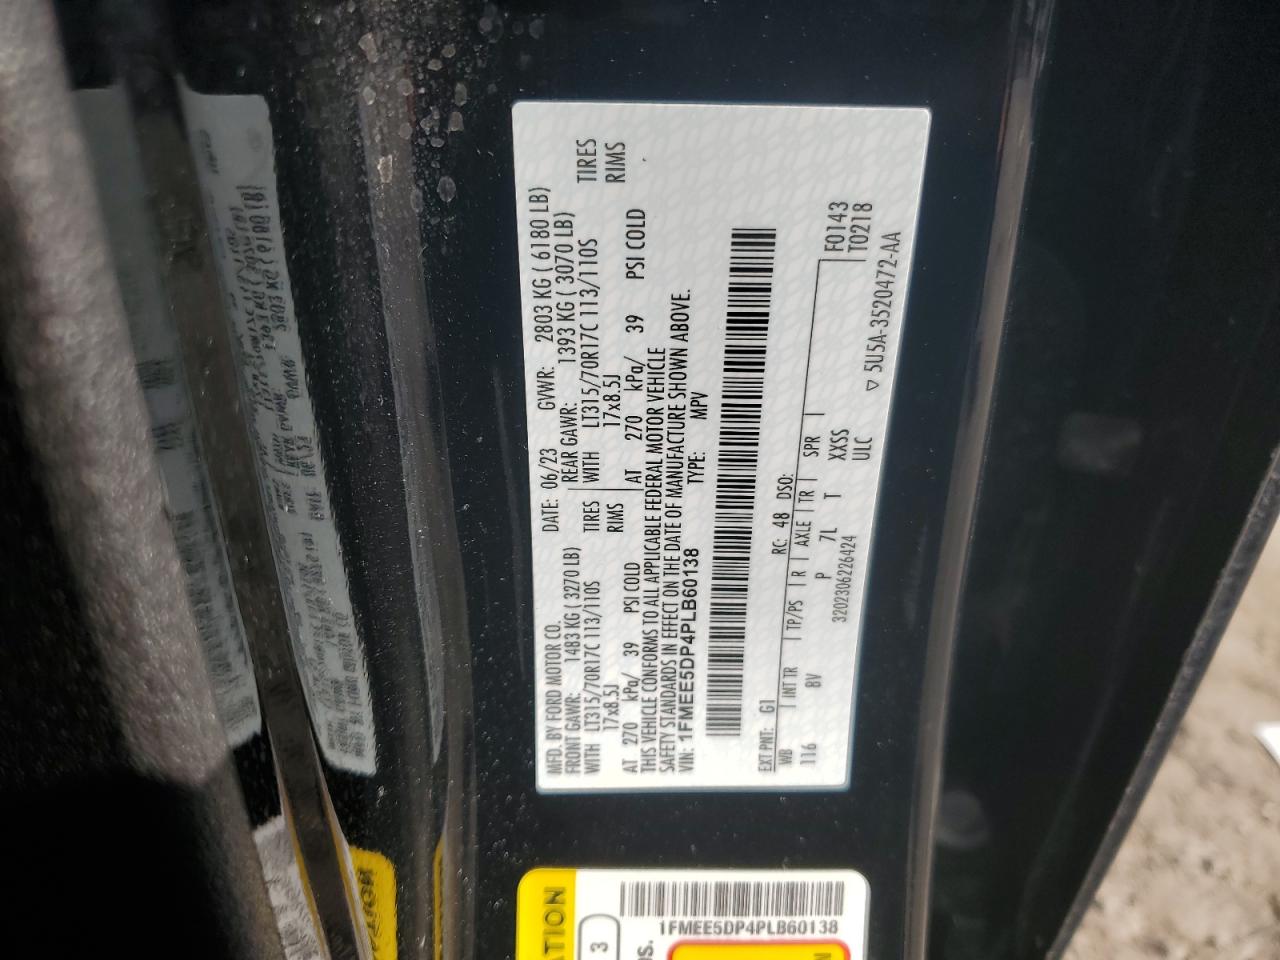 MFD. BY FORD MOTOR CO.
DATE: 06/23
GVWR: 2803 KG ( 6180 LB)
FRONT GAWR: 1483 KG ( 3270 LB)
REAR GAWR: 1393 KG ( 3070 LB)
WITH LT315/70R17C 113/110S TIRES
WITH LT315/70R17C 113/110S TIRES
17x8.5J RIMS
17x8.5J RIMS
AT 270 kPa/ 39 PSI COLD
AT 270 kPa/ 39 PSI COLD
THIS VEHICLE CONFORMS TO ALL APPLICABLE FEDERAL MOTOR VEHICLE
SAFETY STANDARDS IN EFFECT ON THE DATE OF MANUFACTURE SHOWN ABOVE.
VIN: 1FMEE5DP4PLB60138
TYPE: MPV
EXT PNT: G1 RC: 48 DSO:
WB INT TR TP/PS R AXLE TR SPR F0143
116 BV P 7L T XXSS T0218
3202306226424 ULC
▽ 5U5A-3520472-AA
ATION
3
OS.
1FMEE5DP4PLB60138